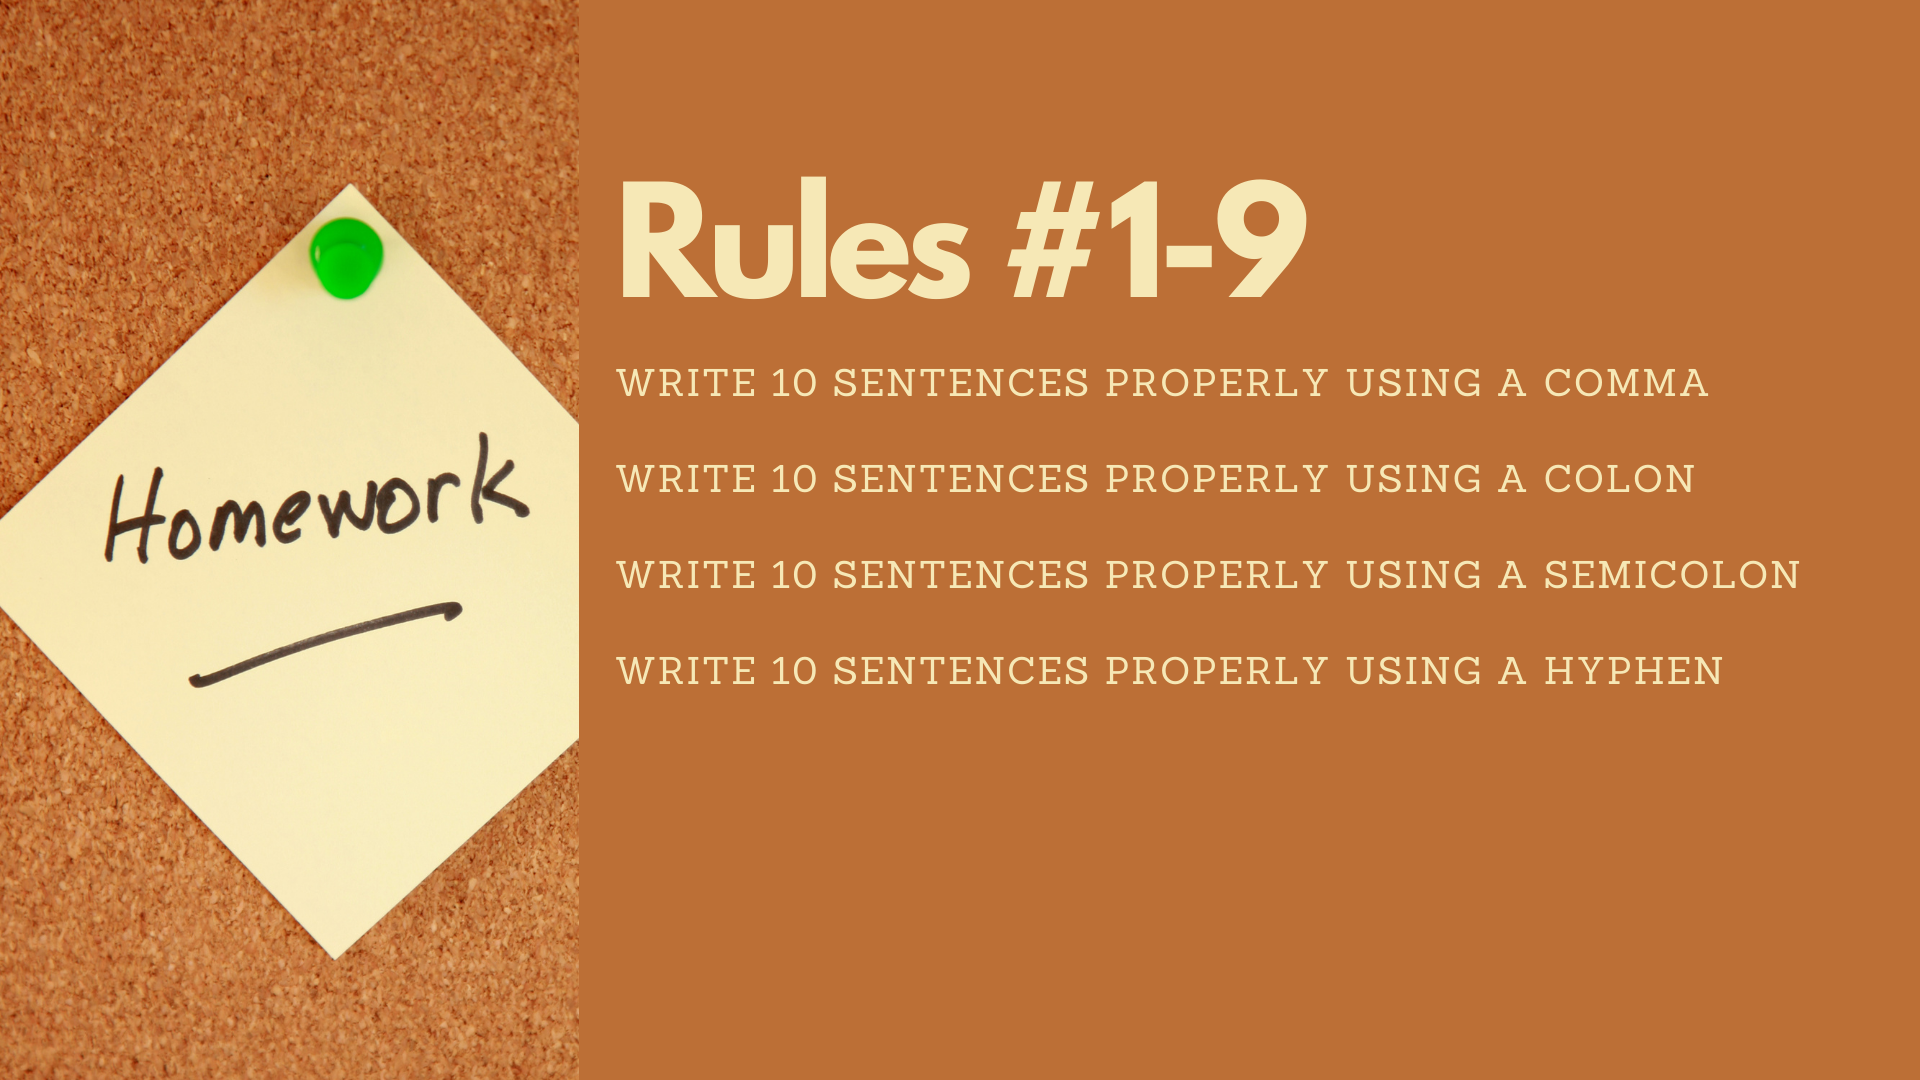 Homework
Rules #1-9
WRITE 10 SENTENCES PROPERLY USING A COMMA
WRITE 10 SENTENCES PROPERLY USING A COLON
WRITE 10 SENTENCES PROPERLY USING A SEMICOLON
WRITE 10 SENTENCES PROPERLY USING A HYPHEN